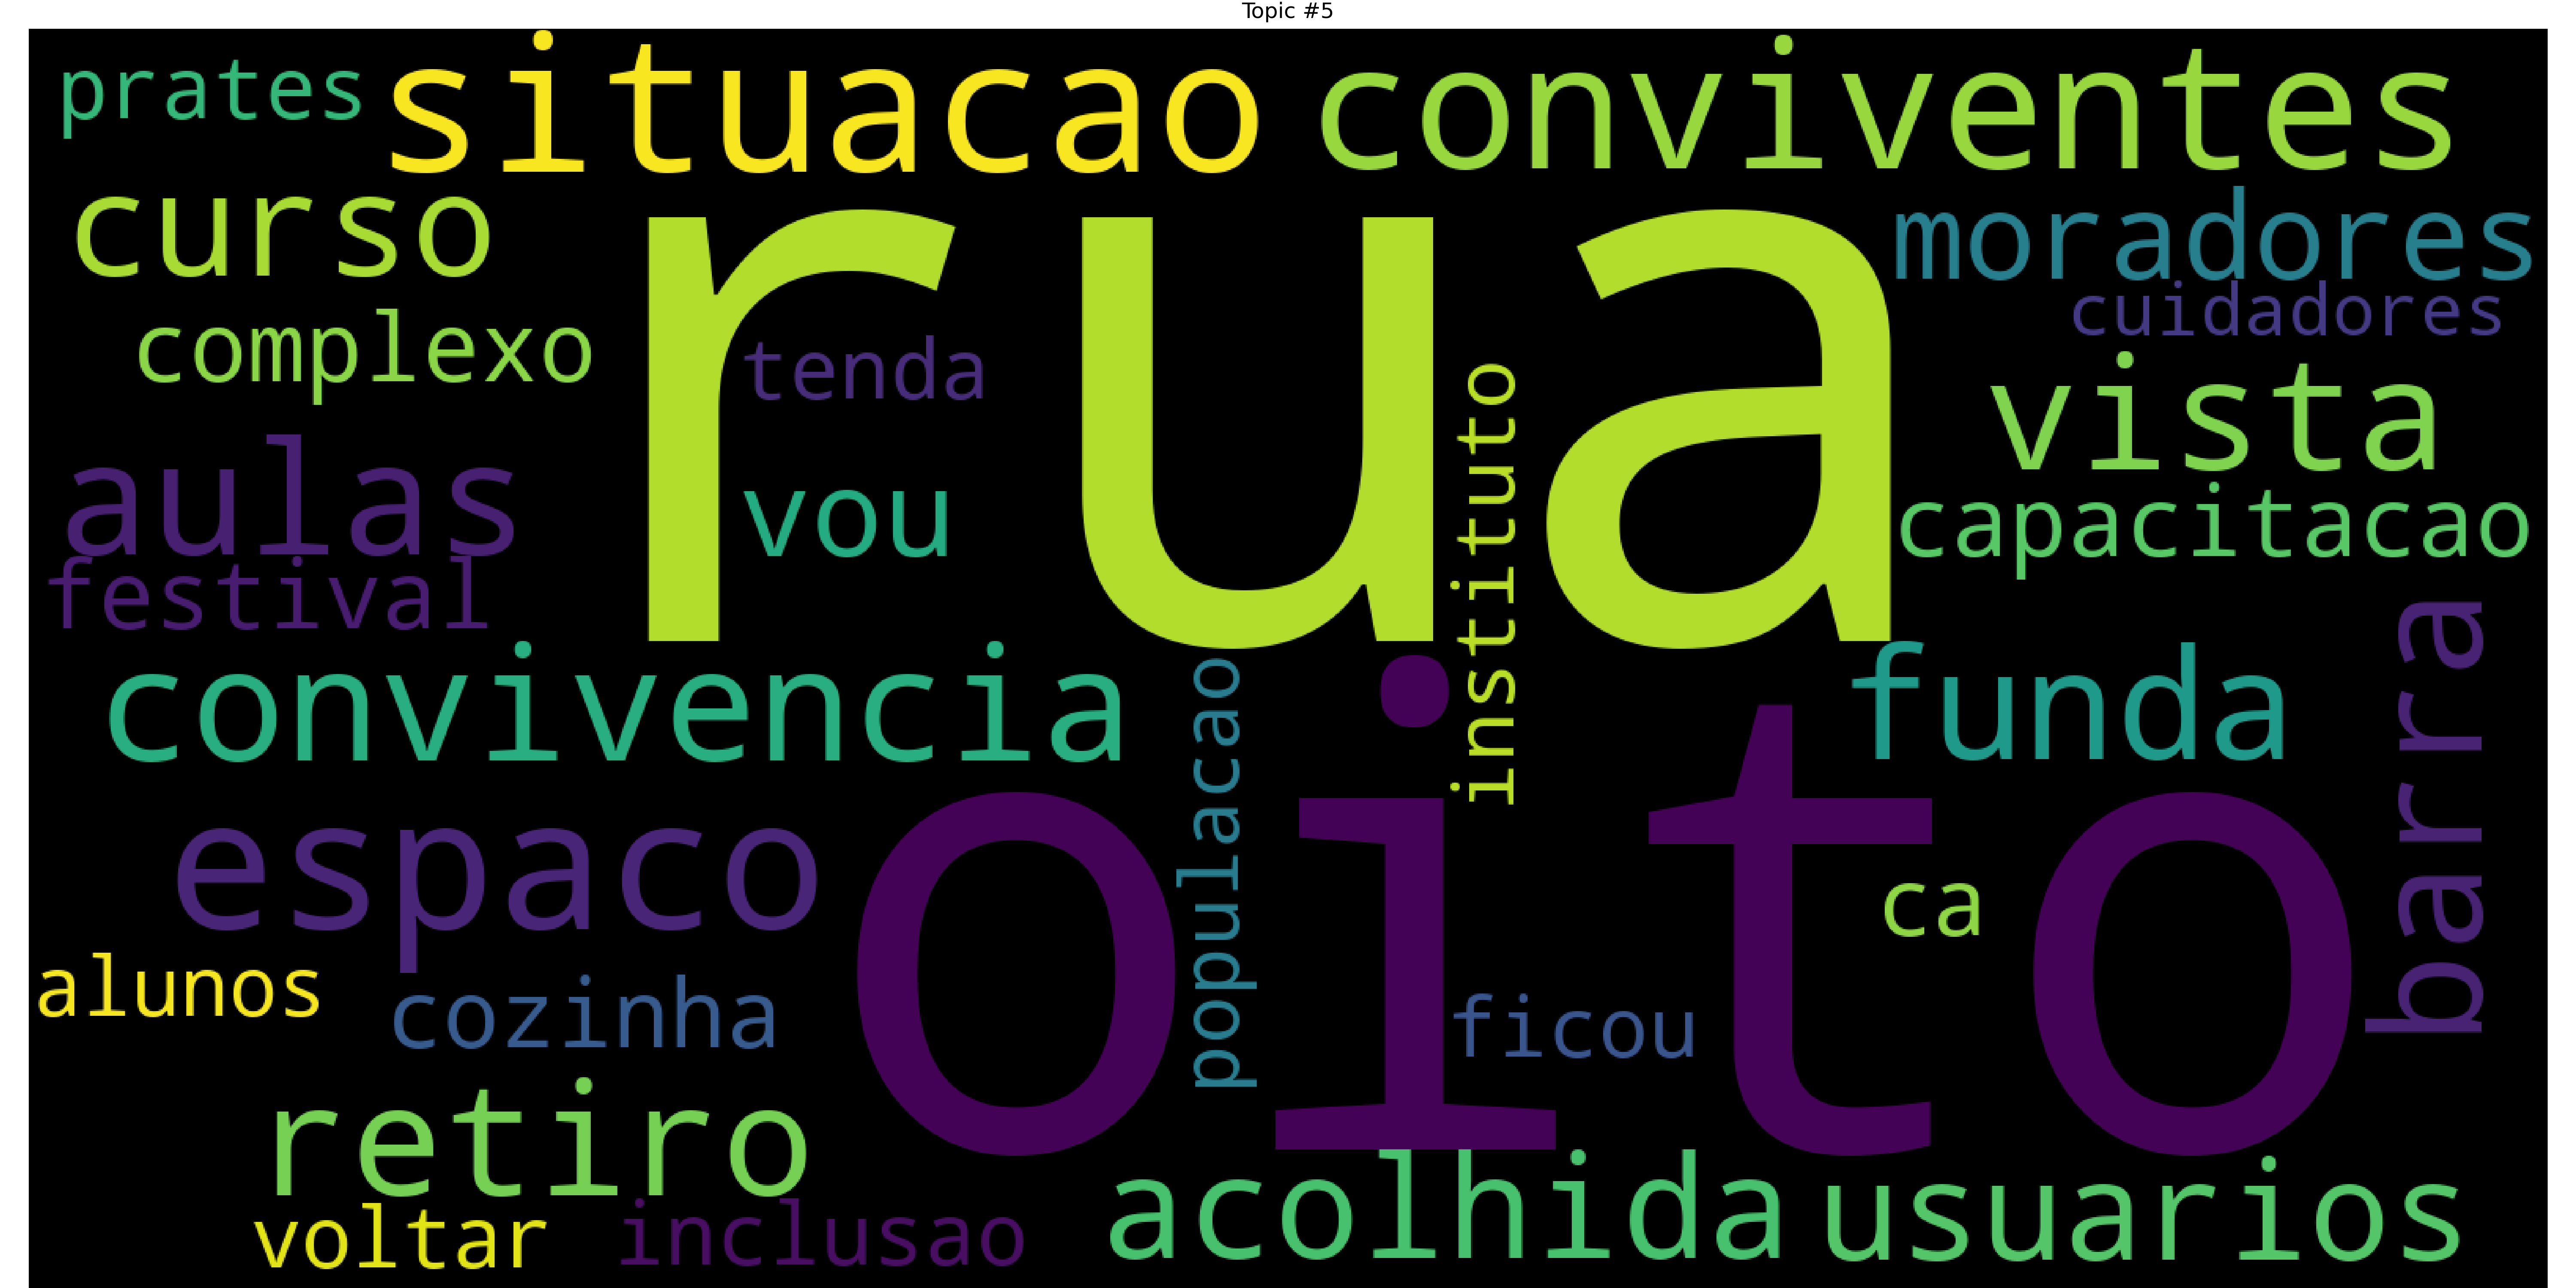 Topic #5
prates
situacao
conviventes
curso
rua
moradores
cuidadores
complexo
tenda
vista
instituto
aulas
vou
capacitacao
festival
convivencia
populacao
funda
barra
oito
espaco
ca
alunos
cozinha
ficou
retiro
acolhida
usuarios
voltar
inclusao